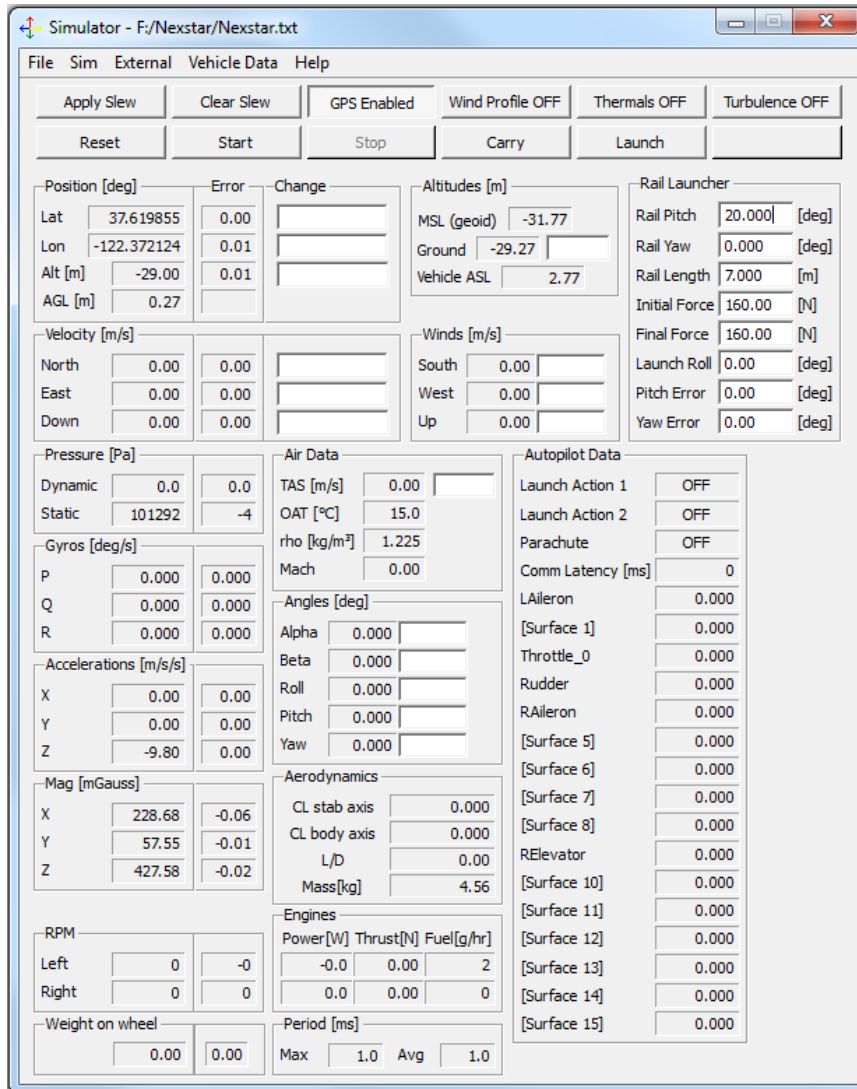 Simulator - F:/Nexstar/Nexstar.txt
File Sim External Vehicle Data Help
Apply Slew Clear Slew GPS Enabled Wind Profile OFF Thermals OFF Turbulence OFF
Reset Start Stop Carry Launch
Position [deg] Error Change
Lat 37.619855 0.00
Lon -122.372124 0.01
Alt [m] -29.00 0.01
AGL [m] 0.27
Altitudes [m]
MSL (geoid) -31.77
Ground -29.27
Vehicle ASL 2.77
Rail Launcher
Rail Pitch 20.000 [deg]
Rail Yaw 0.000 [deg]
Rail Length 7.000 [m]
Initial Force 160.00 [N]
Final Force 160.00 [N]
Launch Roll 0.00 [deg]
Pitch Error 0.00 [deg]
Yaw Error 0.00 [deg]
Velocity [m/s]
North 0.00 0.00
East 0.00 0.00
Down 0.00 0.00
Winds [m/s]
South 0.00
West 0.00
Up 0.00
Pressure [Pa]
Dynamic 0.0 0.0
Static 101292 -4
Gyros [deg/s]
P 0.000 0.000
Q 0.000 0.000
R 0.000 0.000
Accelerations [m/s/s]
X 0.00 0.00
Y 0.00 0.00
Z -9.80 0.00
Mag [mGauss]
X 228.68 -0.06
Y 57.55 -0.01
Z 427.58 -0.02
RPM
Left 0 -0
Right 0 0
Weight on wheel
0.00 0.00
Air Data
TAS [m/s] 0.00
OAT [°C] 15.0
rho [kg/m³] 1.225
Mach 0.00
Angles [deg]
Alpha 0.000
Beta 0.000
Roll 0.000
Pitch 0.000
Yaw 0.000
Aerodynamics
CL stab axis 0.000
CL body axis 0.000
L/D 0.00
Mass[kg] 4.56
Engines
Power[W] Thrust[N] Fuel[g/hr]
-0.0 0.00 2
0.0 0.00 0
Period [ms]
Max 1.0 Avg 1.0
Autopilot Data
Launch Action 1 OFF
Launch Action 2 OFF
Parachute OFF
Comm Latency [ms] 0
LAileron 0.000
[Surface 1] 0.000
Throttle_0 0.000
Rudder 0.000
RAileron 0.000
[Surface 5] 0.000
[Surface 6] 0.000
[Surface 7] 0.000
[Surface 8] 0.000
RElevator 0.000
[Surface 10] 0.000
[Surface 11] 0.000
[Surface 12] 0.000
[Surface 13] 0.000
[Surface 14] 0.000
[Surface 15] 0.000